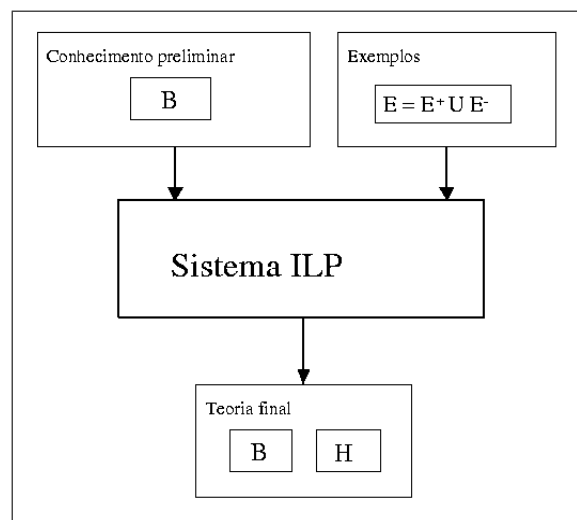 Conhecimento preliminar
B
Exemplos
E = E⁺ U E⁻
Sistema ILP
Teoria final
B
H